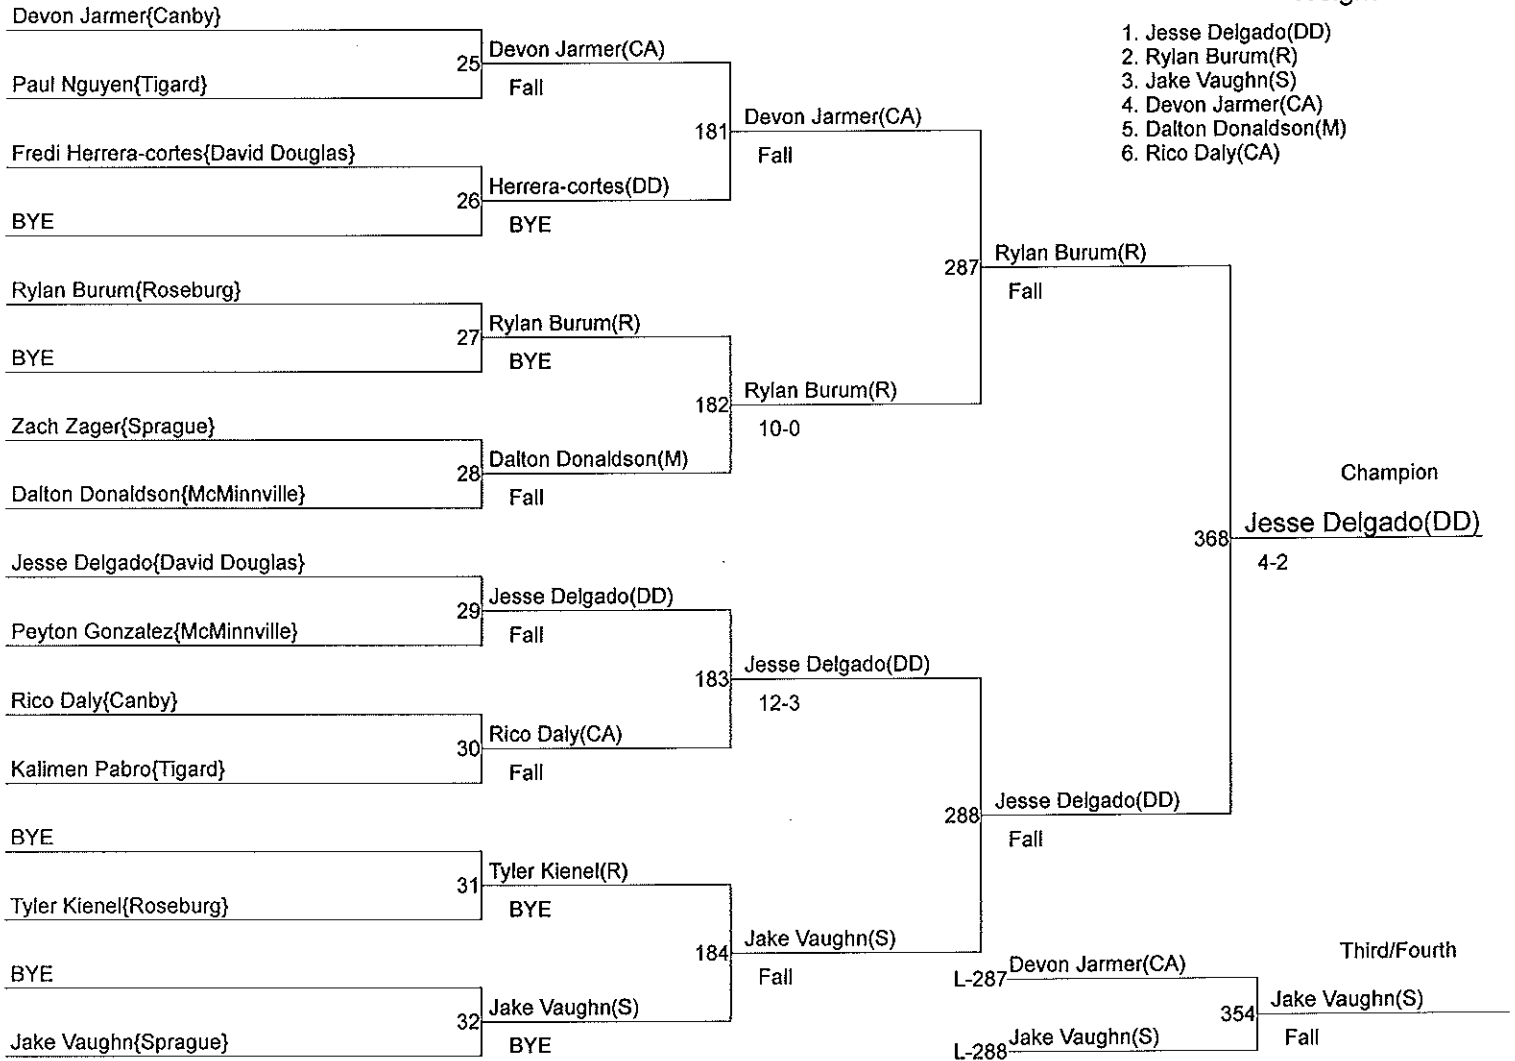 Devon Jarmer{Canby}
Paul Nguyen{Tigard}
Fredi Herrera-cortes{David Douglas}
BYE
Rylan Burum{Roseburg}
BYE
Zach Zager{Sprague}
Dalton Donaldson{McMinnville}
Jesse Delgado{David Douglas}
Peyton Gonzalez{McMinnville}
Rico Daly{Canby}
Kalimen Pabro{Tigard}
BYE
Tyler Kienel{Roseburg}
BYE
Jake Vaughn{Sprague}
25 Devon Jarmer(CA)
Fall
26 Herrera-cortes(DD)
BYE
27 Rylan Burum(R)
BYE
28 Dalton Donaldson(M)
Fall
29 Jesse Delgado(DD)
Fall
30 Rico Daly(CA)
Fall
31 Tyler Kienel(R)
BYE
32 Jake Vaughn(S)
BYE
181 Devon Jarmer(CA)
Fall
182 Rylan Burum(R)
10-0
183 Jesse Delgado(DD)
12-3
184 Jake Vaughn(S)
Fall
287 Rylan Burum(R)
Fall
288 Jesse Delgado(DD)
Fall
Champion
368 Jesse Delgado(DD)
4-2
1. Jesse Delgado(DD)
2. Rylan Burum(R)
3. Jake Vaughn(S)
4. Devon Jarmer(CA)
5. Dalton Donaldson(M)
6. Rico Daly(CA)
Third/Fourth
L-287 Devon Jarmer(CA)
L-288 Jake Vaughn(S)
354 Jake Vaughn(S)
Fall